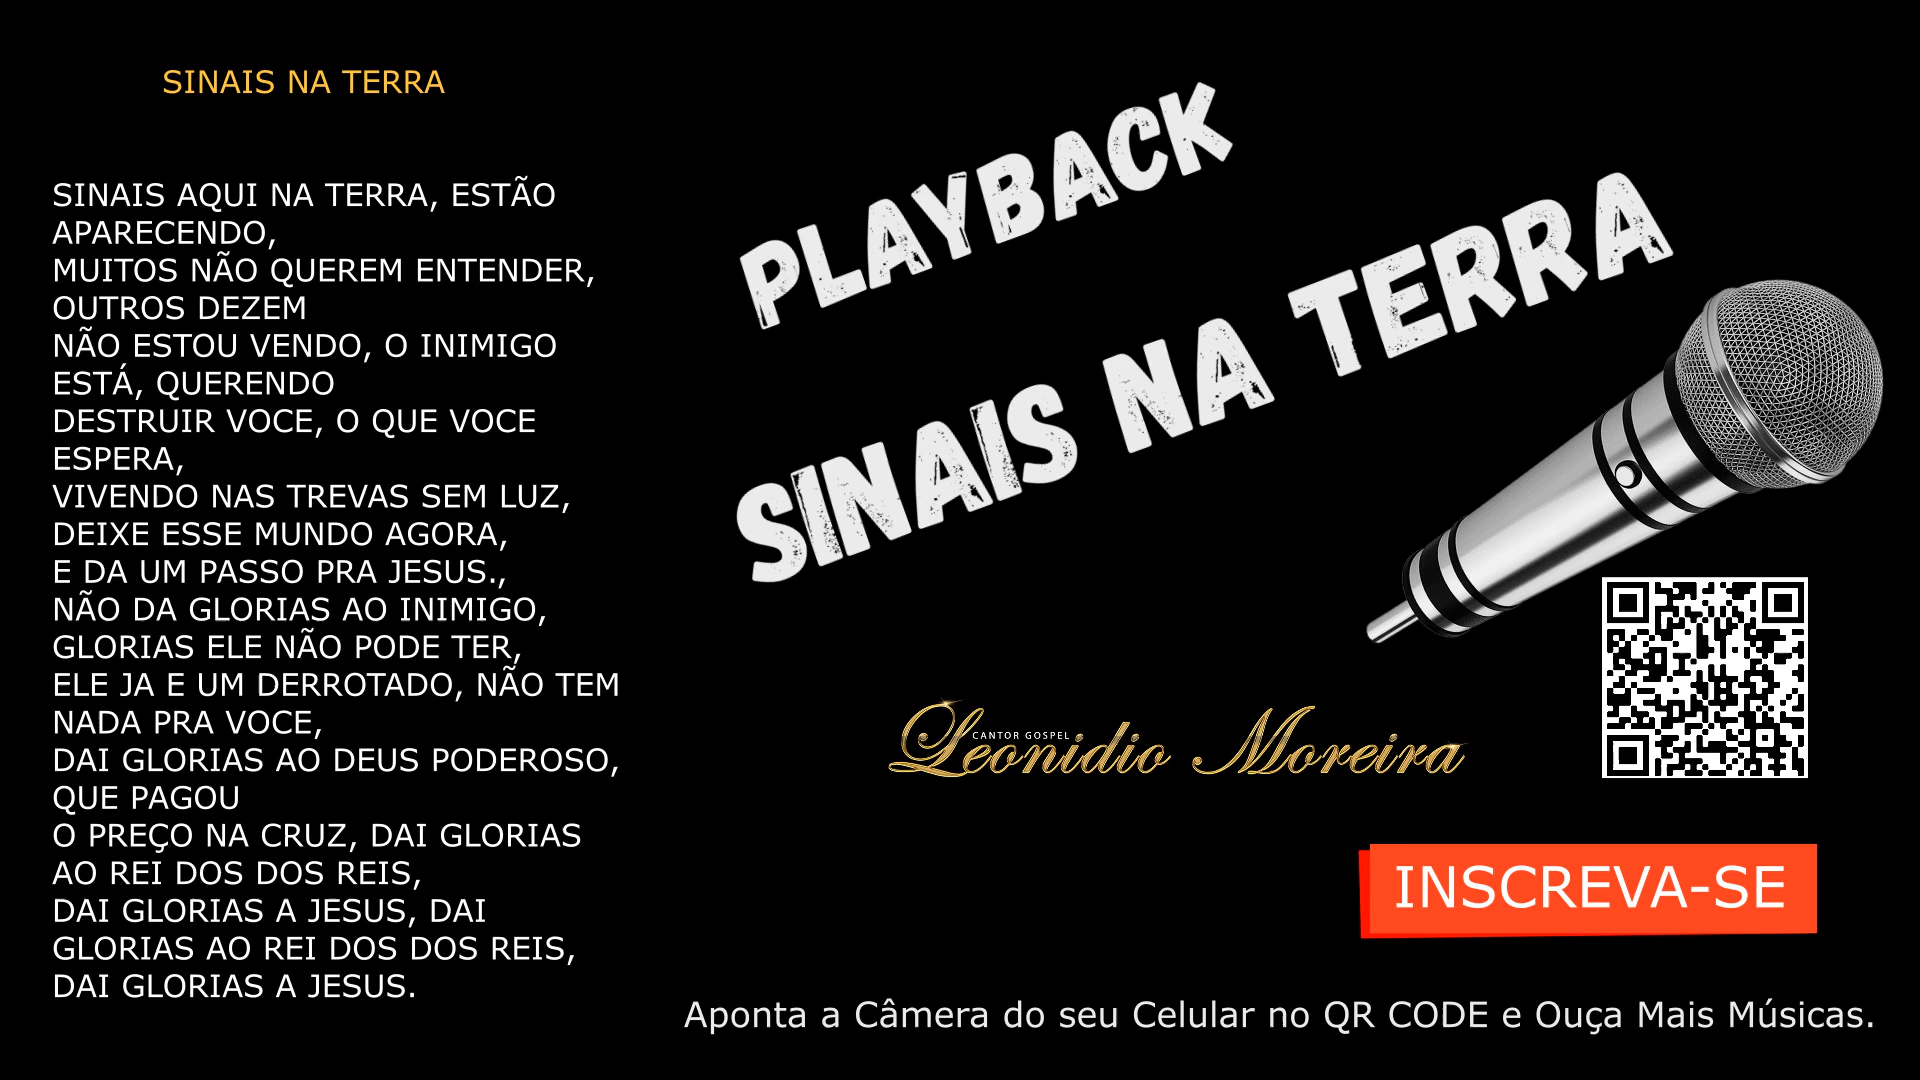 SINAIS NA TERRA
SINAIS AQUI NA TERRA, ESTÃO
APARECENDO,
MUITOS NÃO QUEREM ENTENDER,
OUTROS DEZEM
NÃO ESTOU VENDO, O INIMIGO
ESTÁ, QUERENDO
DESTRUIR VOCE, O QUE VOCE
ESPERA,
VIVENDO NAS TREVAS SEM LUZ,
DEIXE ESSE MUNDO AGORA,
E DA UM PASSO PRA JESUS.,
NÃO DA GLORIAS AO INIMIGO,
GLORIAS ELE NÃO PODE TER,
ELE JA E UM DERROTADO, NÃO TEM
NADA PRA VOCE,
DAI GLORIAS AO DEUS PODEROSO,
QUE PAGOU
O PREÇO NA CRUZ, DAI GLORIAS
AO REI DOS DOS REIS,
DAI GLORIAS A JESUS, DAI
GLORIAS AO REI DOS DOS REIS,
DAI GLORIAS A JESUS.
PLAYBACK
SINAIS NA TERRA
CANTOR GOSPEL
Leonidio Moreira
INSCREVA-SE
Aponta a Câmera do seu Celular no QR CODE e Ouça Mais Músicas.